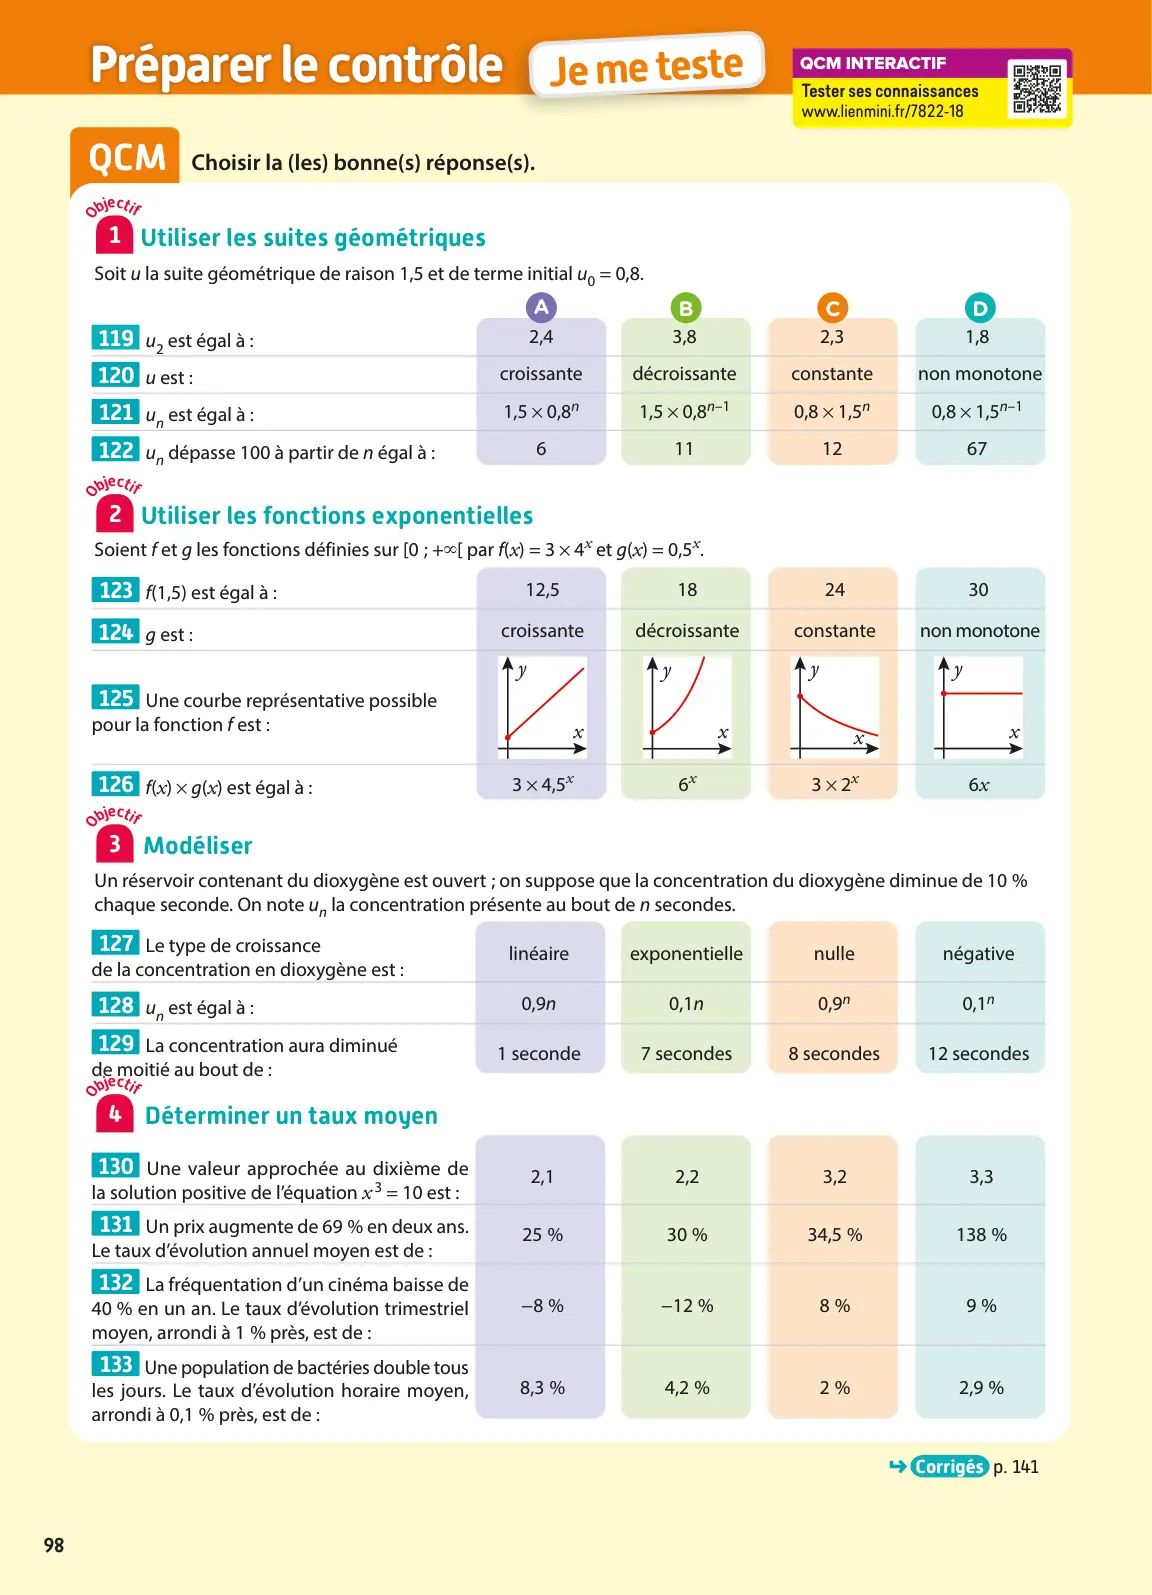 Préparer le contrôle Je me teste
QCM INTERACTIF
Tester ses connaissances
www.lienmini.fr/7822-18
QCM Choisir la (les) bonne(s) réponse(s).
Objectif
1 Utiliser les suites géométriques
Soit u la suite géométrique de raison 1,5 et de terme initial u₀ = 0,8.
A B C D
119 u₂ est égal à : 2,4 3,8 2,3 1,8
120 u est : croissante décroissante constante non monotone
121 uₙ est égal à : 1,5 × 0,8ⁿ 1,5 × 0,8ⁿ⁻¹ 0,8 × 1,5ⁿ 0,8 × 1,5ⁿ⁻¹
122 uₙ dépasse 100 à partir de n égal à : 6 11 12 67
Objectif
2 Utiliser les fonctions exponentielles
Soient f et g les fonctions définies sur [0 ; +∞[ par f(x) = 3 × 4ˣ et g(x) = 0,5ˣ.
123 f(1,5) est égal à : 12,5 18 24 30
124 g est : croissante décroissante constante non monotone
y y y y
125 Une courbe représentative possible
pour la fonction f est :
x x x x
126 f(x) × g(x) est égal à : 3 × 4,5ˣ 6ˣ 3 × 2ˣ 6x
Objectif
3 Modéliser
Un réservoir contenant du dioxygène est ouvert ; on suppose que la concentration du dioxygène diminue de 10 %
chaque seconde. On note uₙ la concentration présente au bout de n secondes.
127 Le type de croissance
de la concentration en dioxygène est : linéaire exponentielle nulle négative
128 uₙ est égal à : 0,9n 0,1n 0,9ⁿ 0,1ⁿ
129 La concentration aura diminué
de moitié au bout de : 1 seconde 7 secondes 8 secondes 12 secondes
Objectif
4 Déterminer un taux moyen
130 Une valeur approchée au dixième de
la solution positive de l'équation x³ = 10 est : 2,1 2,2 3,2 3,3
131 Un prix augmente de 69 % en deux ans.
Le taux d'évolution annuel moyen est de : 25 % 30 % 34,5 % 138 %
132 La fréquentation d'un cinéma baisse de
40 % en un an. Le taux d'évolution trimestriel
moyen, arrondi à 1 % près, est de : –8 % –12 % 8 % 9 %
133 Une population de bactéries double tous
les jours. Le taux d'évolution horaire moyen,
arrondi à 0,1 % près, est de : 8,3 % 4,2 % 2 % 2,9 %
Corrigés p. 141
98